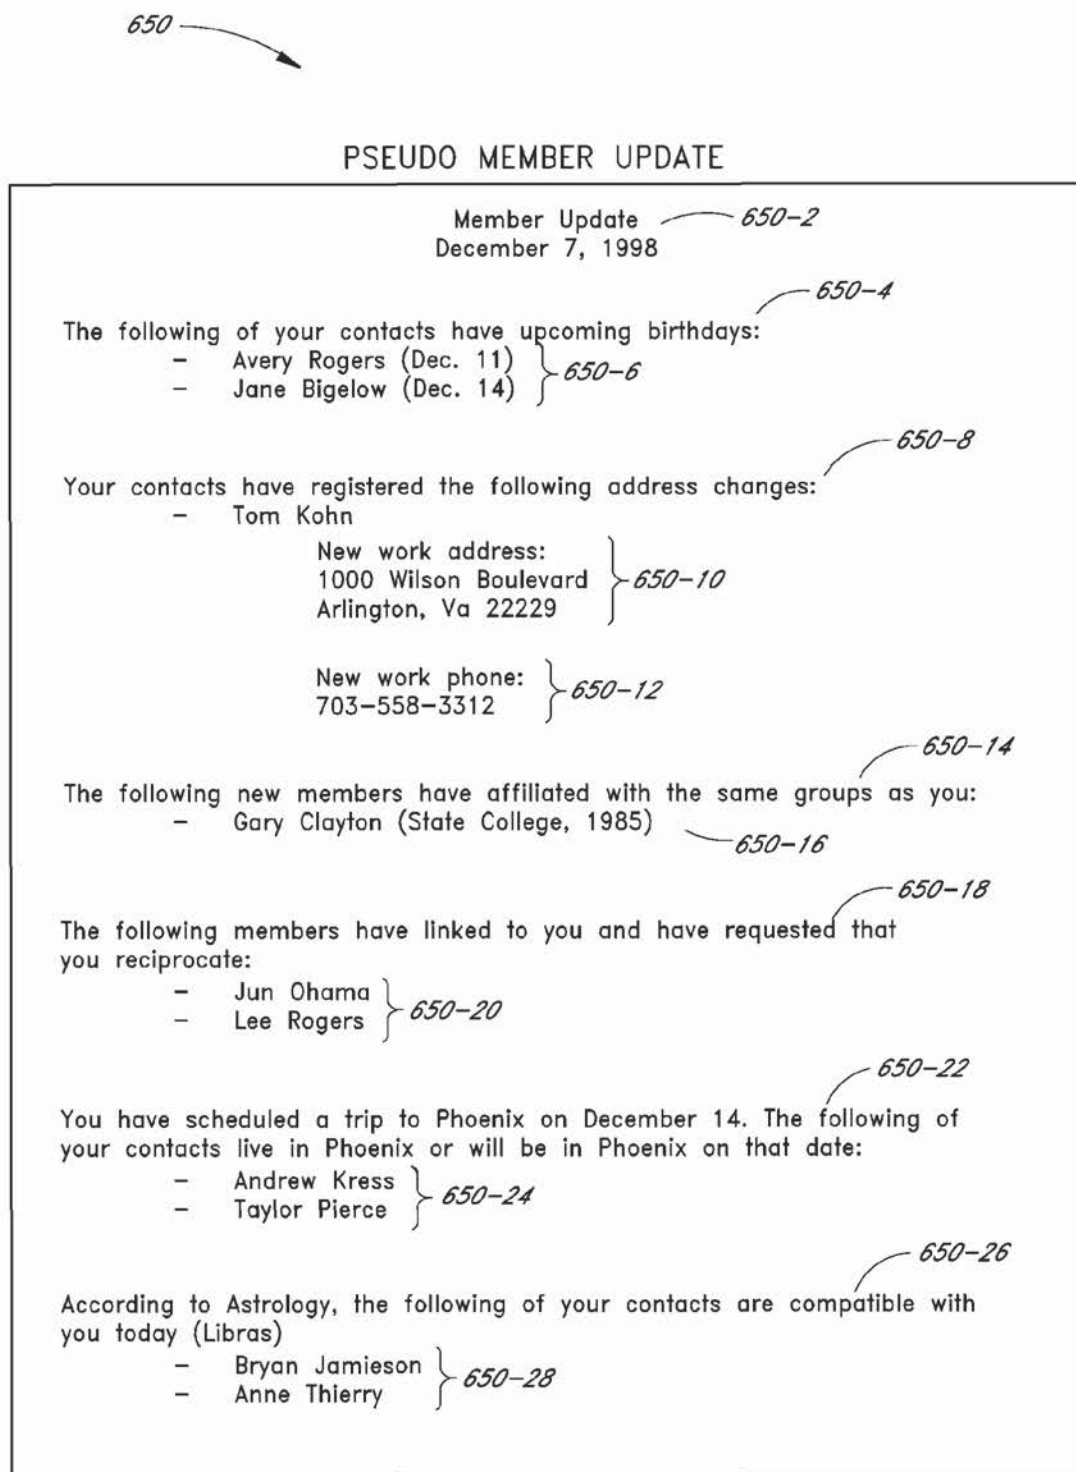 650
PSEUDO MEMBER UPDATE
Member Update 650-2
December 7, 1998
650-4
The following of your contacts have upcoming birthdays:
- Avery Rogers (Dec. 11)
- Jane Bigelow (Dec. 14)
650-6
650-8
Your contacts have registered the following address changes:
- Tom Kohn
New work address:
1000 Wilson Boulevard
Arlington, Va 22229
650-10
New work phone:
703-558-3312
650-12
650-14
The following new members have affiliated with the same groups as you:
- Gary Clayton (State College, 1985)
650-16
650-18
The following members have linked to you and have requested that
you reciprocate:
- Jun Ohama
- Lee Rogers
650-20
650-22
You have scheduled a trip to Phoenix on December 14. The following of
your contacts live in Phoenix or will be in Phoenix on that date:
- Andrew Kress
- Taylor Pierce
650-24
650-26
According to Astrology, the following of your contacts are compatible with
you today (Libras)
- Bryan Jamieson
- Anne Thierry
650-28